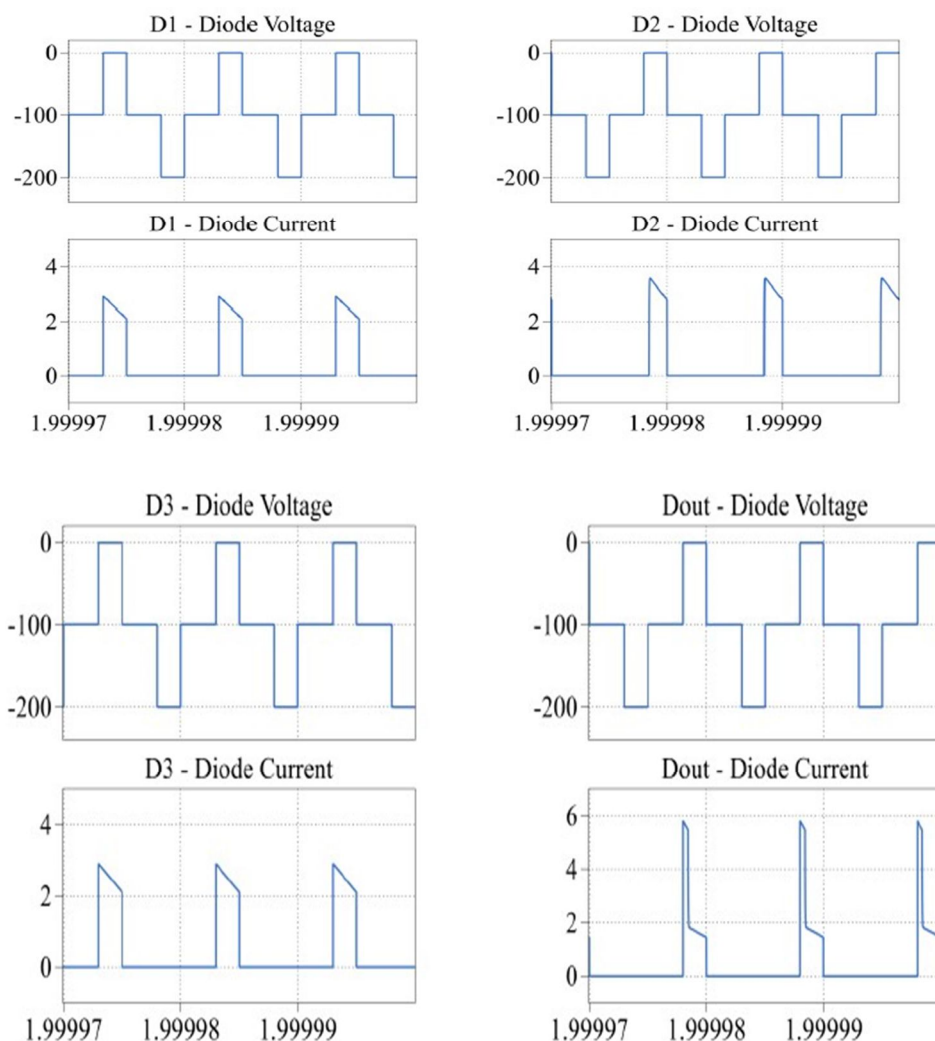 D1 - Diode Voltage
0
-100
-200
D1 - Diode Current
4
2
0
1.99997 1.99998 1.99999
D2 - Diode Voltage
0
-100
-200
D2 - Diode Current
4
2
0
1.99997 1.99998 1.99999
D3 - Diode Voltage
0
-100
-200
D3 - Diode Current
4
2
0
1.99997 1.99998 1.99999
Dout - Diode Voltage
0
-100
-200
Dout - Diode Current
6
4
2
0
1.99997 1.99998 1.99999